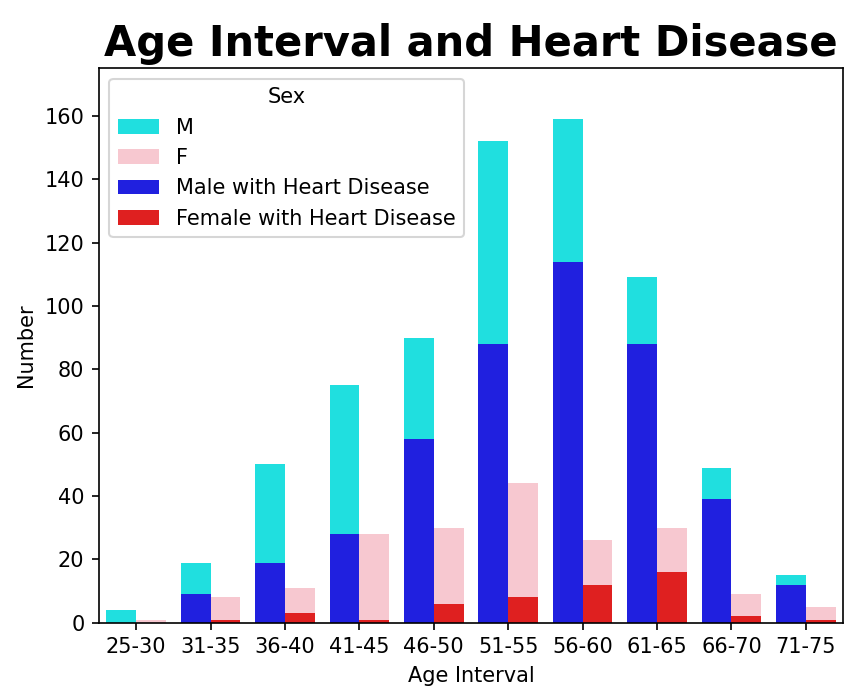 Age Interval and Heart Disease
Sex
M
F
Male with Heart Disease
Female with Heart Disease
160
140
120
100
80
60
40
20
0
Number
25-30 31-35 36-40 41-45 46-50 51-55 56-60 61-65 66-70 71-75
Age Interval